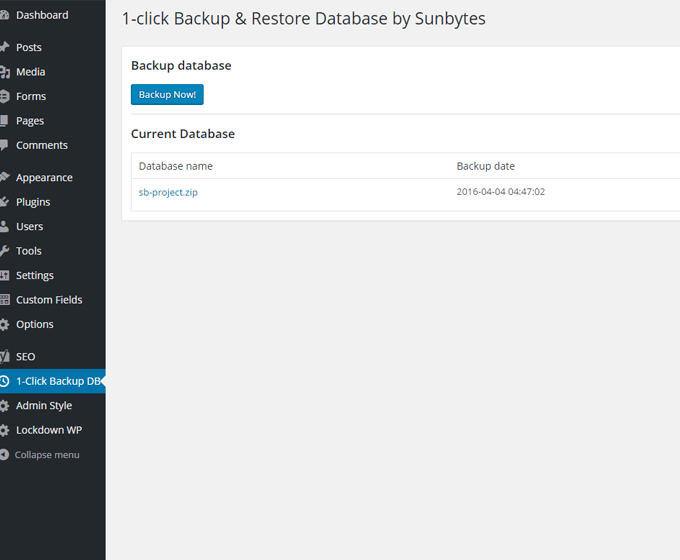 Dashboard
Posts
Media
Forms
Pages
Comments
Appearance
Plugins
Users
Tools
Settings
Custom Fields
Options
SEO
1-Click Backup DB
Admin Style
Lockdown WP
Collapse menu
1-click Backup & Restore Database by Sunbytes
Backup database
Backup Now!
Current Database
Database name Backup date
sb-project.zip 2016-04-04 04:47:02